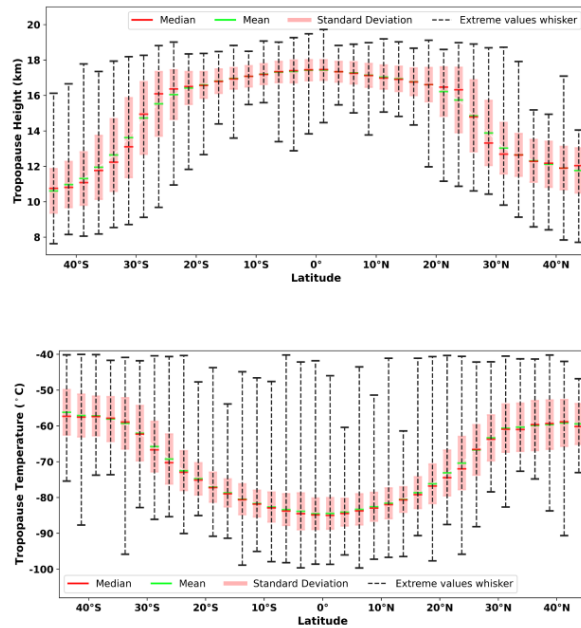 Median Mean Standard Deviation Extreme values whisker
Tropopause Height (km)
20
18
16
14
12
10
8
40°S 30°S 20°S 10°S 0° 10°N 20°N 30°N 40°N
Latitude
Tropopause Temperature (°C)
-40
-50
-60
-70
-80
-90
-100
Median Mean Standard Deviation Extreme values whisker
40°S 30°S 20°S 10°S 0° 10°N 20°N 30°N 40°N
Latitude